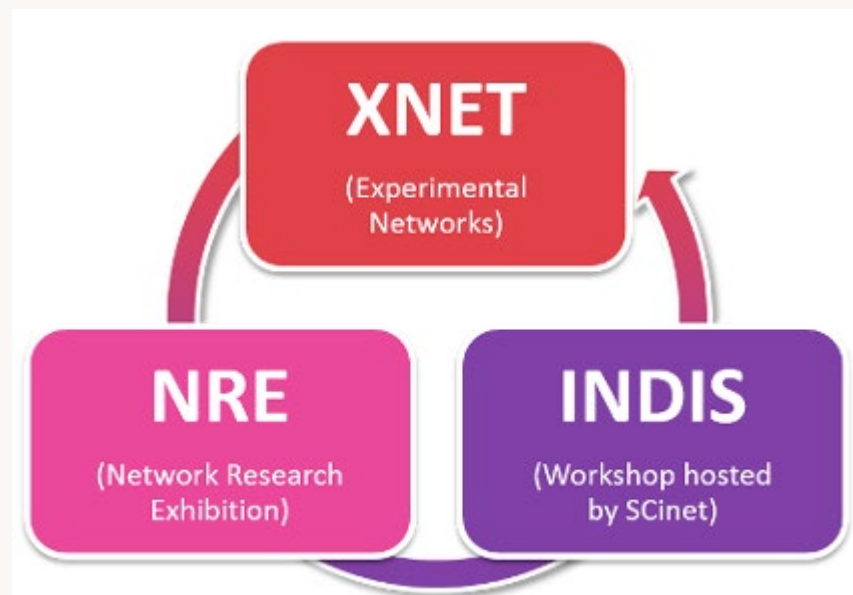 XNET
(Experimental
Networks)
NRE
(Network Research
Exhibition)
INDIS
(Workshop hosted
by SCinet)